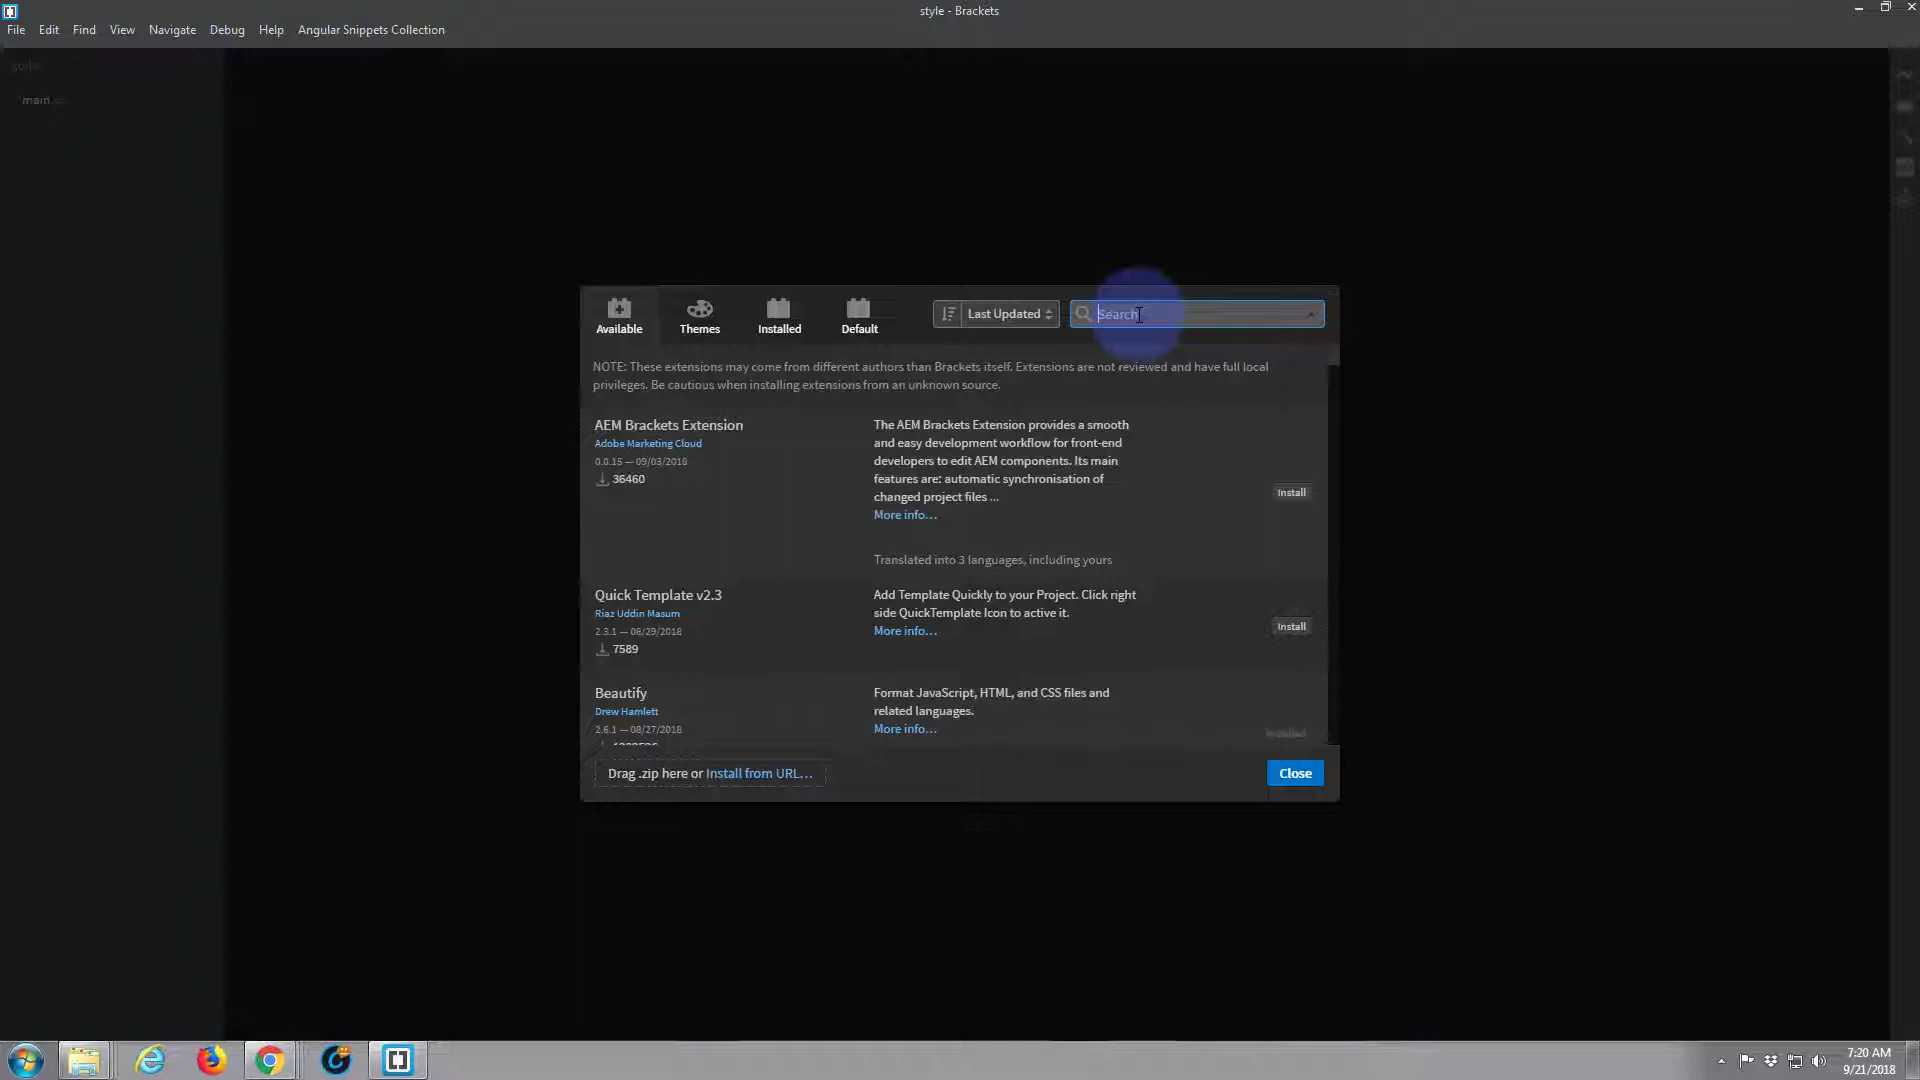 style - Brackets
File Edit Find View Navigate Debug Help Angular Snippets Collection
main
Available Themes Installed Default Last Updated Search
NOTE: These extensions may come from different authors than Brackets itself. Extensions are not reviewed and have full local
privileges. Be cautious when installing extensions from an unknown source.
AEM Brackets Extension
Adobe Marketing Cloud
0.0.15 — 09/03/2018
36460
The AEM Brackets Extension provides a smooth
and easy development workflow for front-end
developers to edit AEM components. Its main
features are: automatic synchronisation of
changed project files ...
More info...
Translated into 3 languages, including yours
Install
Quick Template v2.3
Riaz Uddin Masum
2.3.1 — 08/29/2018
7589
Add Template Quickly to your Project. Click right
side QuickTemplate Icon to active it.
More info...
Install
Beautify
Drew Hamlett
2.6.1 — 08/27/2018
Format JavaScript, HTML, and CSS files and
related languages.
More info...
Installed
Drag .zip here or Install from URL...
Close
7:20 AM
9/21/2018